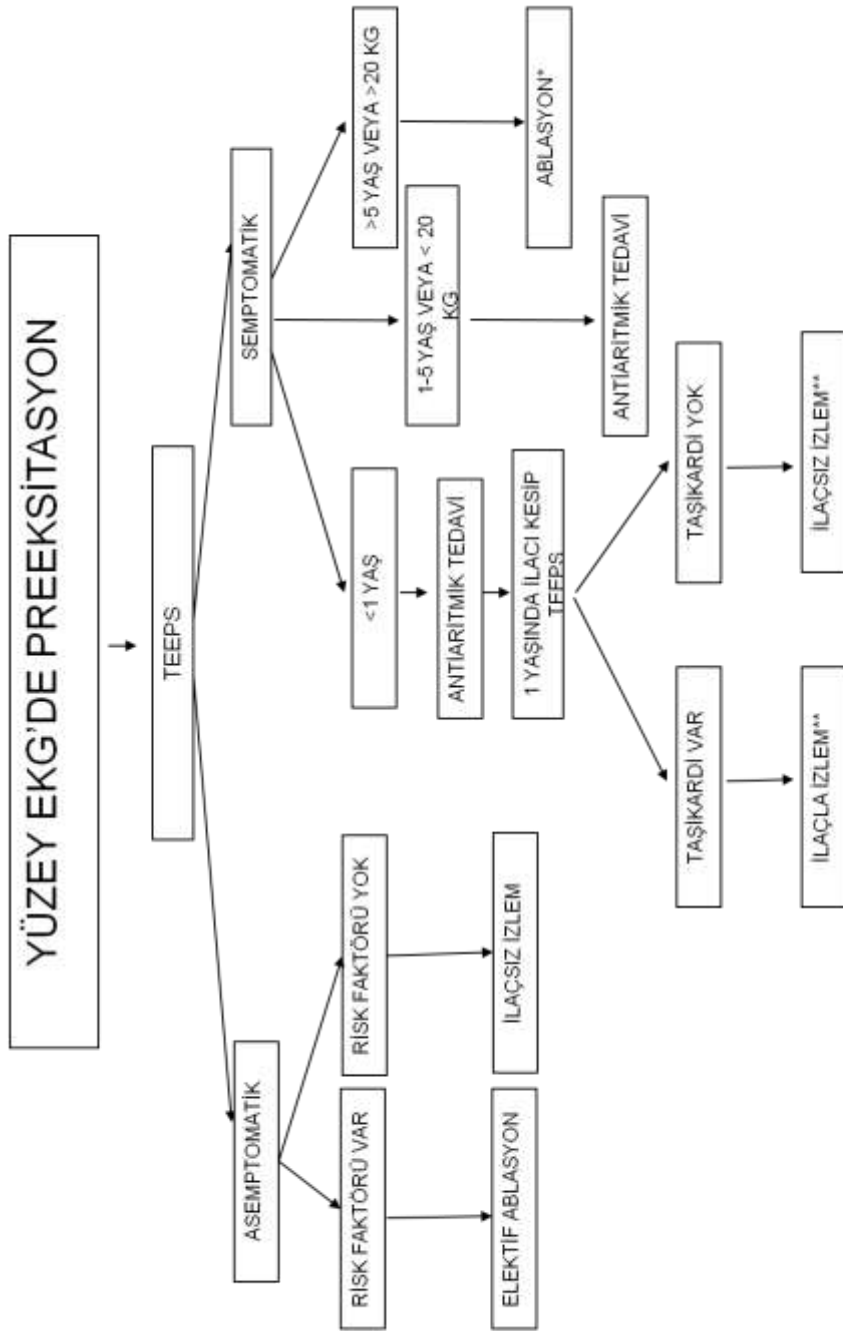 YÜZEY EKG'DE PREEKSİTASYON
TEEPS
ASEMPTOMATİK
SEMPTOMATİK
RİSK FAKTÖRÜ VAR
RİSK FAKTÖRÜ YOK
<1 YAŞ
1-5 YAŞ VEYA < 20
KG
>5 YAŞ VEYA >20 KG
ELEKTİF ABLASYON
İLAÇSIZ İZLEM
ANTİARİTMİK TEDAVİ
1 YAŞINDA İLACI KESİP
TEEPS
ANTİARİTMİK TEDAVİ
ABLASYON*
TAŞİKARDİ VAR
TAŞİKARDİ YOK
İLAÇLA İZLEM**
İLAÇSIZ İZLEM**